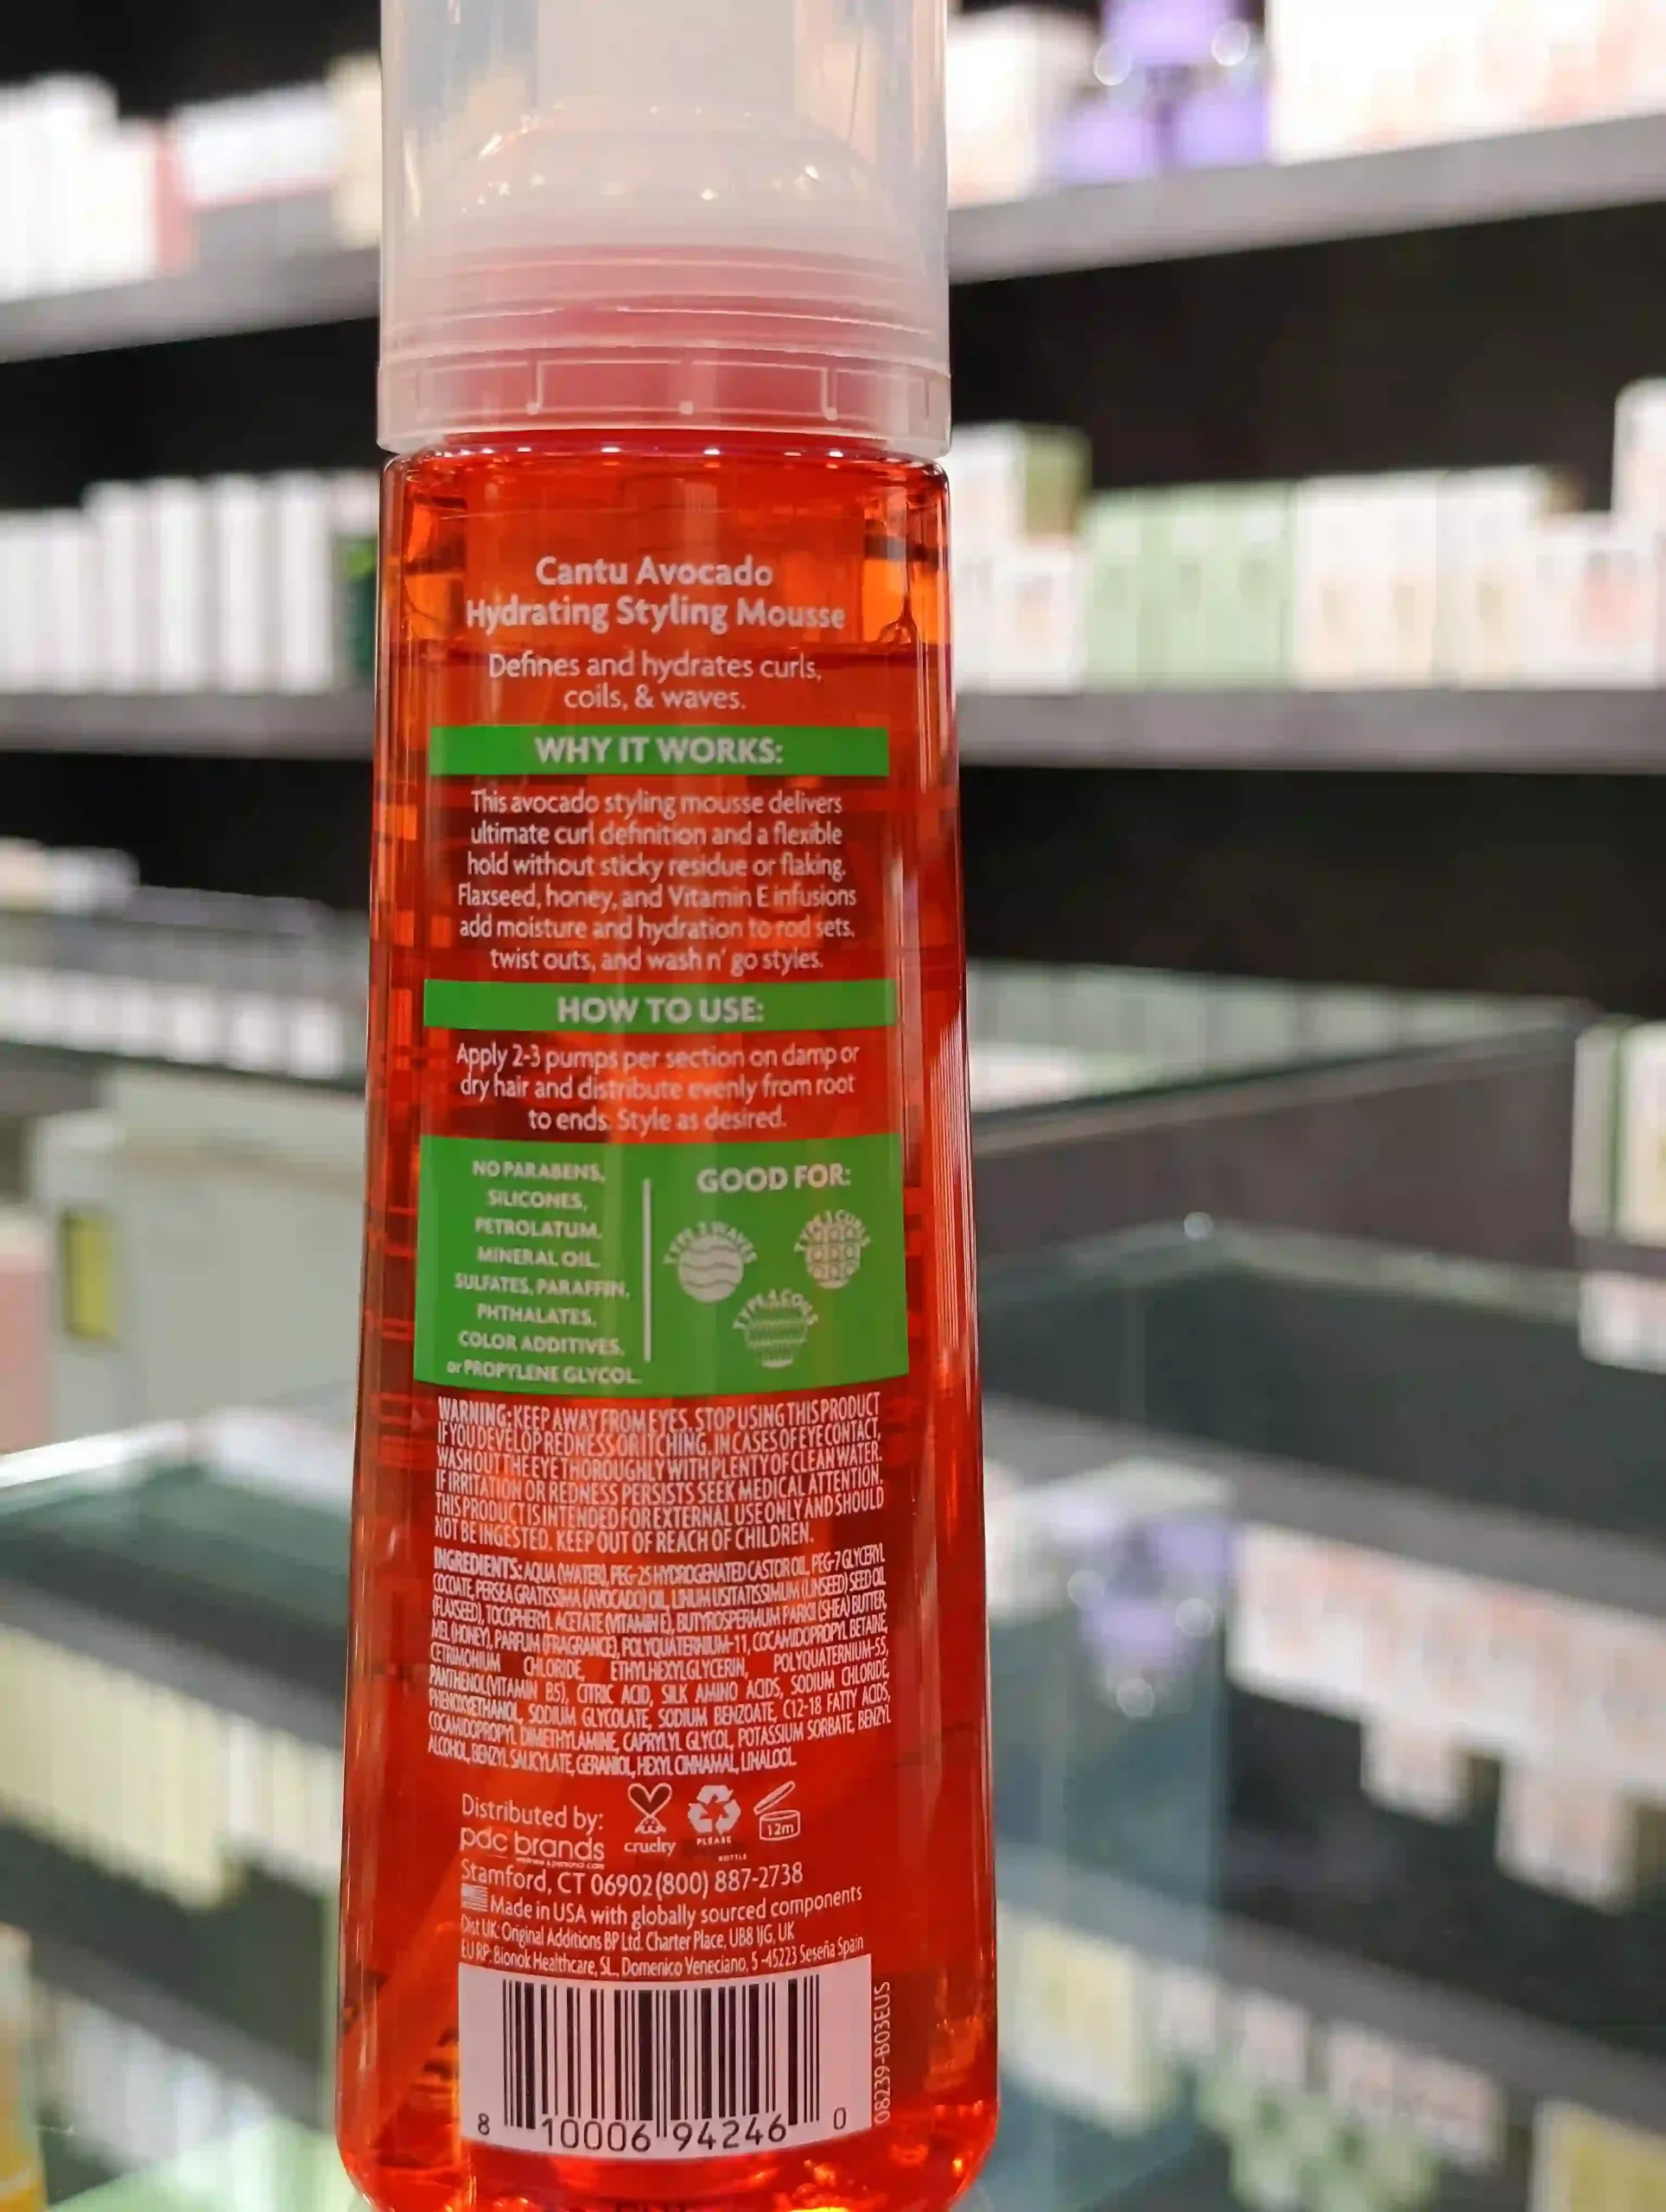 Cantu Avocado
Hydrating Styling Mousse
Defines and hydrates curls,
coils, & waves.
WHY IT WORKS:
This avocado styling mousse delivers
ultimate curl definition and a flexible
hold without sticky residue or flaking.
Flaxseed, honey, and Vitamin E infusions
add moisture and hydration to rod sets,
twist outs, and wash n' go styles.
HOW TO USE:
Apply 2-3 pumps per section on damp or
dry hair and distribute evenly from root
to ends. Style as desired.
NO PARABENS,
SILICONES,
PETROLATUM,
MINERAL OIL,
SULFATES, PARAFFIN,
PHTHALATES,
COLOR ADDITIVES,
or PROPYLENE GLYCOL.
GOOD FOR:
TYPE 2 WAVES
TYPE 3 CURLS
TYPE 4 COILS
WARNING: KEEP AWAY FROM EYES. STOP USING THIS PRODUCT
IF YOU DEVELOP REDNESS OR ITCHING. IN CASES OF EYE CONTACT,
WASH OUT THE EYE THOROUGHLY WITH PLENTY OF CLEAN WATER.
IF IRRITATION OR REDNESS PERSISTS SEEK MEDICAL ATTENTION.
THIS PRODUCT IS INTENDED FOR EXTERNAL USE ONLY AND SHOULD
NOT BE INGESTED. KEEP OUT OF REACH OF CHILDREN.
INGREDIENTS: AQUA (WATER), PEG-25 HYDROGENATED CASTOR OIL, PEG-7 GLYCERYL
COCOATE, PERSEA GRATISSIMA (AVOCADO) OIL, LINUM USITATISSIMUM (LINSEED) SEED OIL
(FLAXSEED), TOCOPHERYL ACETATE (VITAMIN E), BUTYROSPERMUM PARKII (SHEA) BUTTER,
MEL (HONEY), PARFUM (FRAGRANCE), POLYQUATERNIUM-11, COCAMIDOPROPYL BETAINE,
CETRIMONIUM CHLORIDE, ETHYLHEXYLGLYCERIN, POLYQUATERNIUM-55,
PANTHENOL(VITAMIN B5), CITRIC ACID, SILK AMINO ACIDS, SODIUM CHLORIDE,
PHENOXYETHANOL, SODIUM GLYCOLATE, SODIUM BENZOATE, C12-18 FATTY ACIDS,
COCAMIDOPROPYL DIMETHYLAMINE, CAPRYLYL GLYCOL, POTASSIUM SORBATE, BENZYL
ALCOHOL, BENZYL SALICYLATE, GERANIOL, HEXYL CINNAMAL, LINALOOL.
Distributed by:
pdc brands
wellness & personal care
cruelty
PLEASE
BOTTLE
12m
Stamford, CT 06902 (800) 887-2738
Made in USA with globally sourced components
Dist UK: Original Additions BP Ltd. Charter Place, UB8 1JG, UK
EU RP: Bionok Healthcare, SL, Domenico Veneciano, 5 -45223 Seseña Spain
8 10006 94246 0
08239-B03EUS